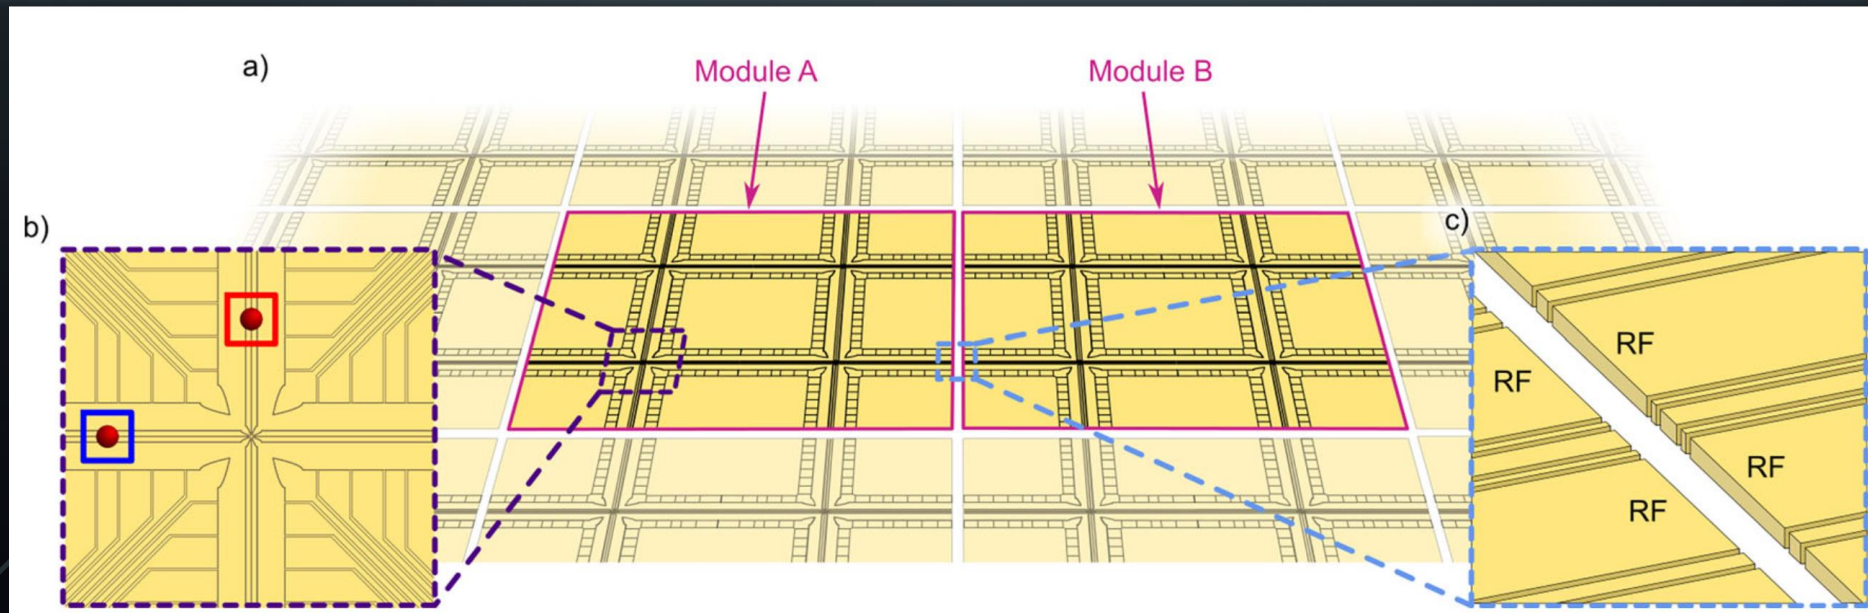 a)
Module A
Module B
b)
c)
RF
RF
RF
RF